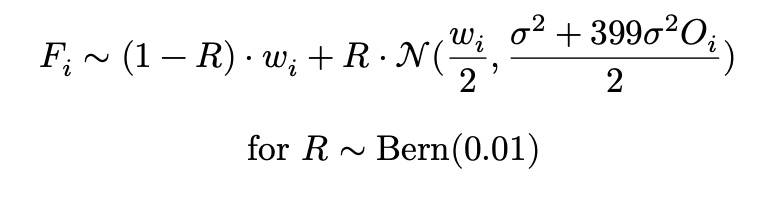 F_i ∼ (1 − R) · w_i + R · 𝒩(w_i/2, (σ² + 399σ²O_i)/2)
for R ∼ Bern(0.01)